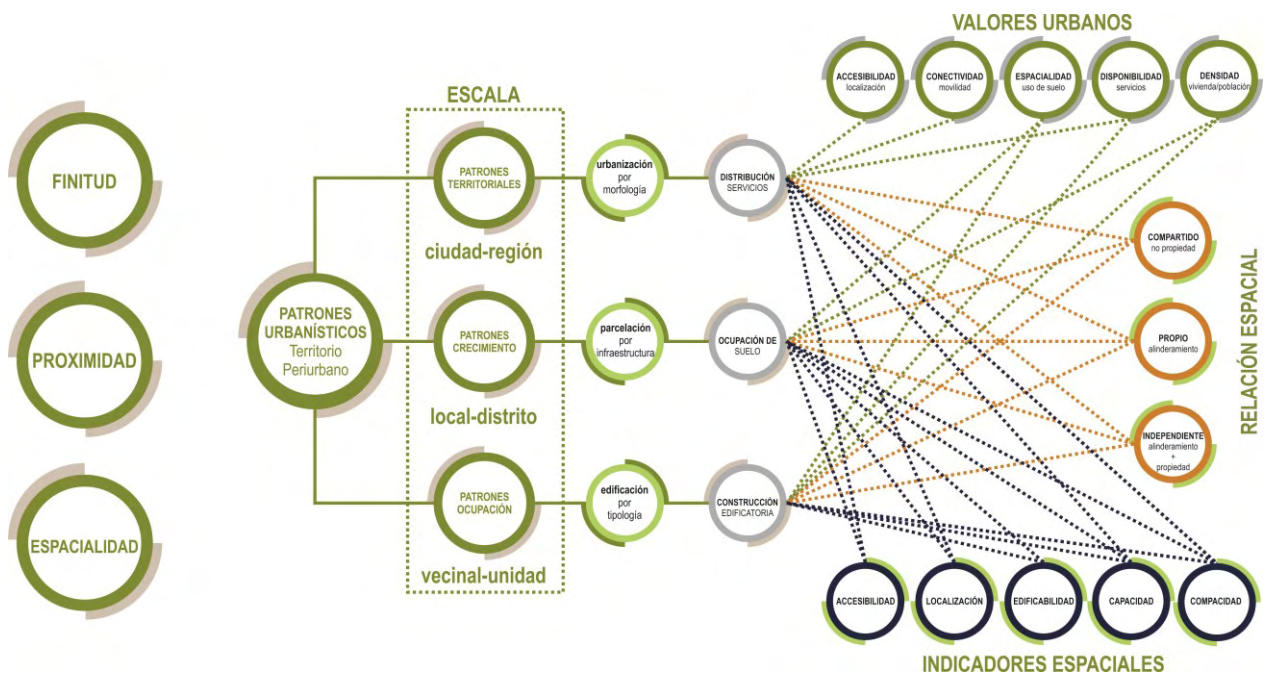 VALORES URBANOS
ACCESIBILIDAD
localización
CONECTIVIDAD
movilidad
ESPACIALIDAD
uso de suelo
DISPONIBILIDAD
servicios
DENSIDAD
vivienda/población
FINITUD
PROXIMIDAD
ESPACIALIDAD
PATRONES
URBANÍSTICOS
Territorio
Periurbano
ESCALA
PATRONES
TERRITORIALES
ciudad-región
PATRONES
CRECIMIENTO
local-distrito
PATRONES
OCUPACIÓN
vecinal-unidad
urbanización
por
morfología
parcelación
por
infraestructura
edificación
por
tipología
DISTRIBUCIÓN
SERVICIOS
OCUPACIÓN DE
SUELO
CONSTRUCCIÓN
EDIFICATORIA
COMPARTIDO
no propiedad
PROPIO
alinderamiento
INDEPENDIENTE
alinderamiento
+
propiedad
RELACIÓN ESPACIAL
ACCESIBILIDAD
LOCALIZACIÓN
EDIFICABILIDAD
CAPACIDAD
COMPACIDAD
INDICADORES ESPACIALES